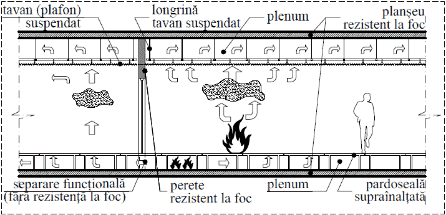 tavan (plafon)
suspendat
longrină
tavan suspendat
plenum
planșeu
rezistent la foc
separare funcțională
(fără rezistență la foc)
perete
rezistent la foc
plenum
pardoseală
supraînălțată